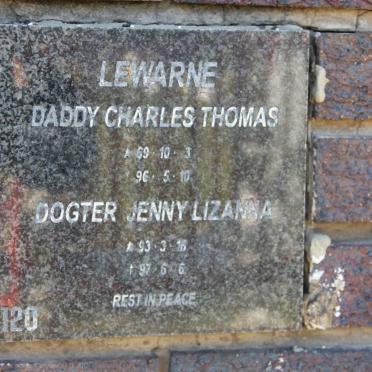 LEWARNE
DADDY CHARLES THOMAS
* 69 · 10 · 3
† 96 · 5 · 10
DOGTER JENNY LIZANNA
* 93 · 3 · 18
† 97 · 6 · 6
REST IN PEACE
120